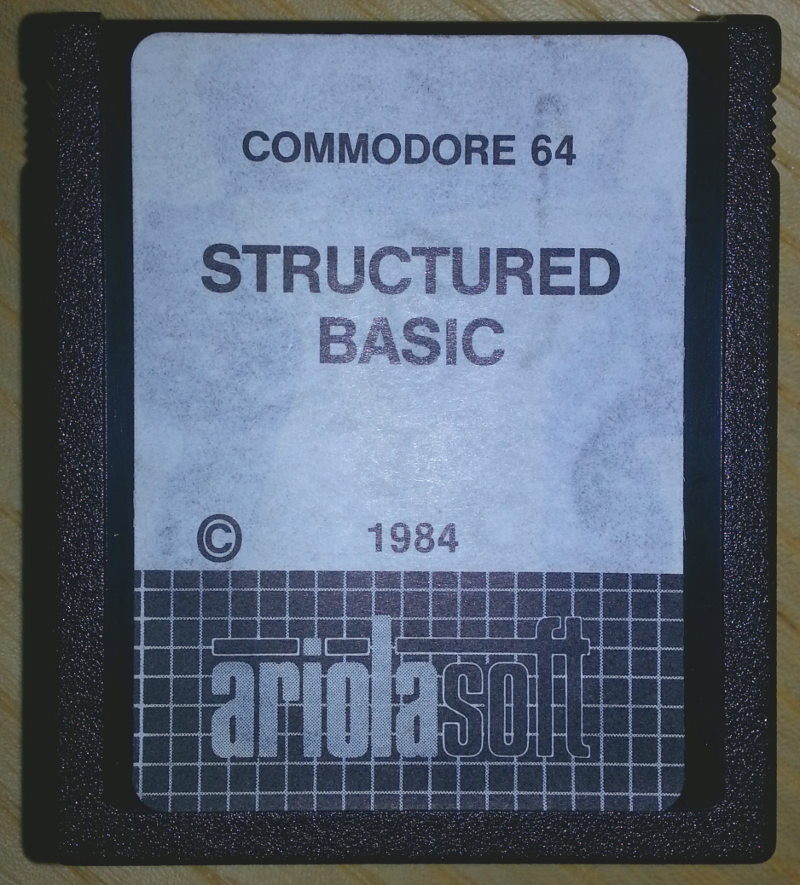 COMMODORE 64
STRUCTURED
BASIC
© 1984
ariolasoft